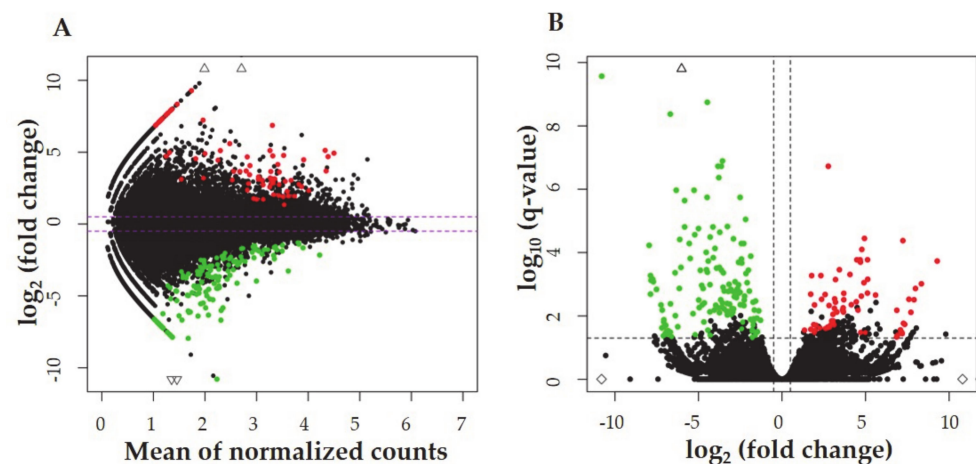 A
log₂ (fold change)
10
5
0
-5
-10
0 1 2 3 4 5 6 7
Mean of normalized counts
B
log₁₀ (q-value)
10
8
6
4
2
0
-10 -5 0 5 10
log₂ (fold change)